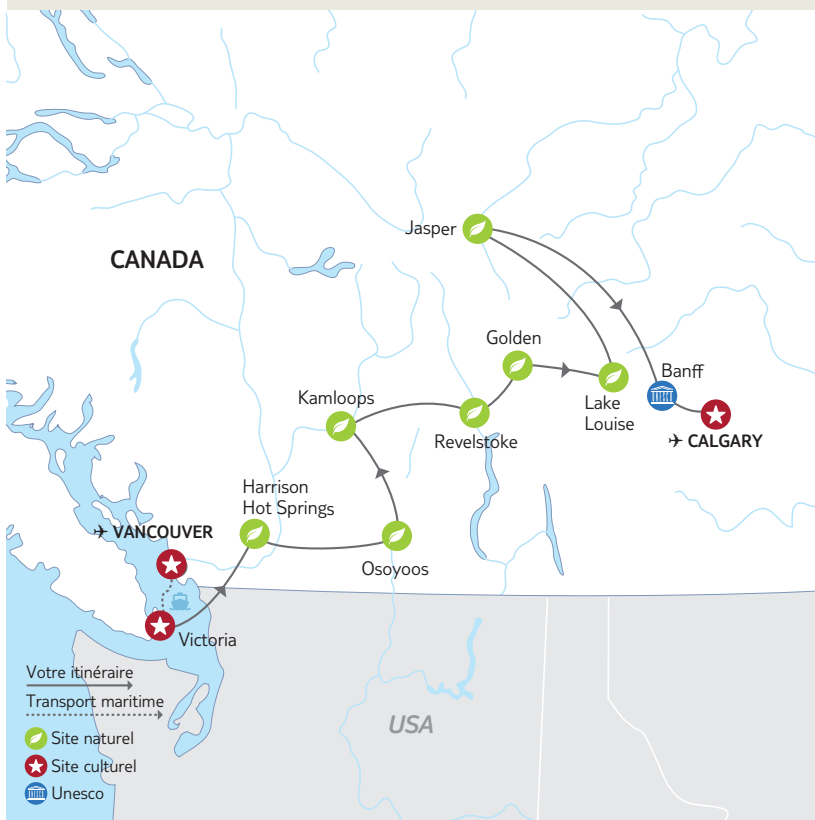 Jasper
CANADA
Golden
Banff
Kamloops
Lake
Louise
Revelstoke
CALGARY
Harrison
Hot Springs
VANCOUVER
Osoyoos
Victoria
Votre itinéraire
Transport maritime
USA
Site naturel
Site culturel
Unesco